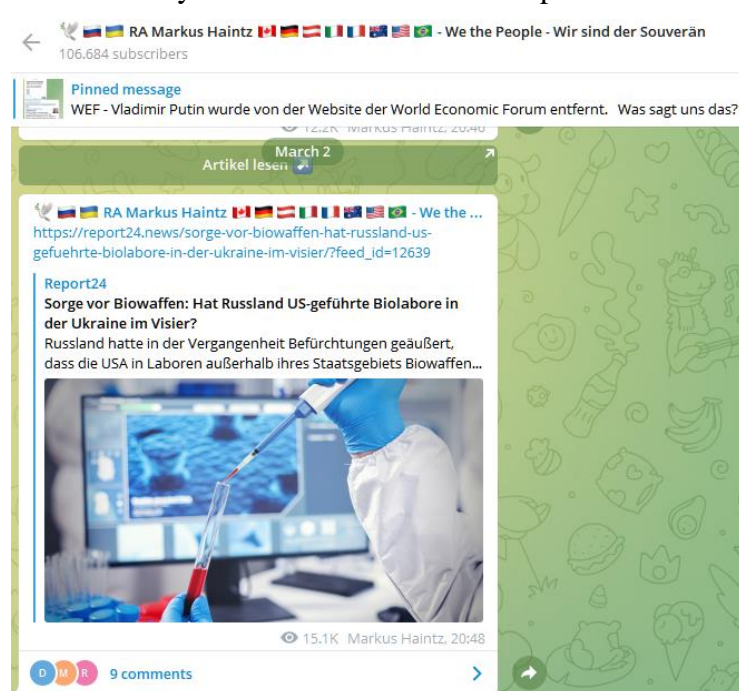 RA Markus Haintz - We the People - Wir sind der Souverän
106.684 subscribers
Pinned message
WEF - Vladimir Putin wurde von der Website der World Economic Forum entfernt. Was sagt uns das?
12.2K Markus Haintz, 20:46
March 2
Artikel lesen
RA Markus Haintz - We the ...
https://report24.news/sorge-vor-biowaffen-hat-russland-us-
gefuehrte-biolabore-in-der-ukraine-im-visier/?feed_id=12639
Report24
Sorge vor Biowaffen: Hat Russland US-geführte Biolabore in
der Ukraine im Visier?
Russland hatte in der Vergangenheit Befürchtungen geäußert,
dass die USA in Laboren außerhalb ihres Staatsgebiets Biowaffen...
15.1K Markus Haintz, 20:48
D M R 9 comments